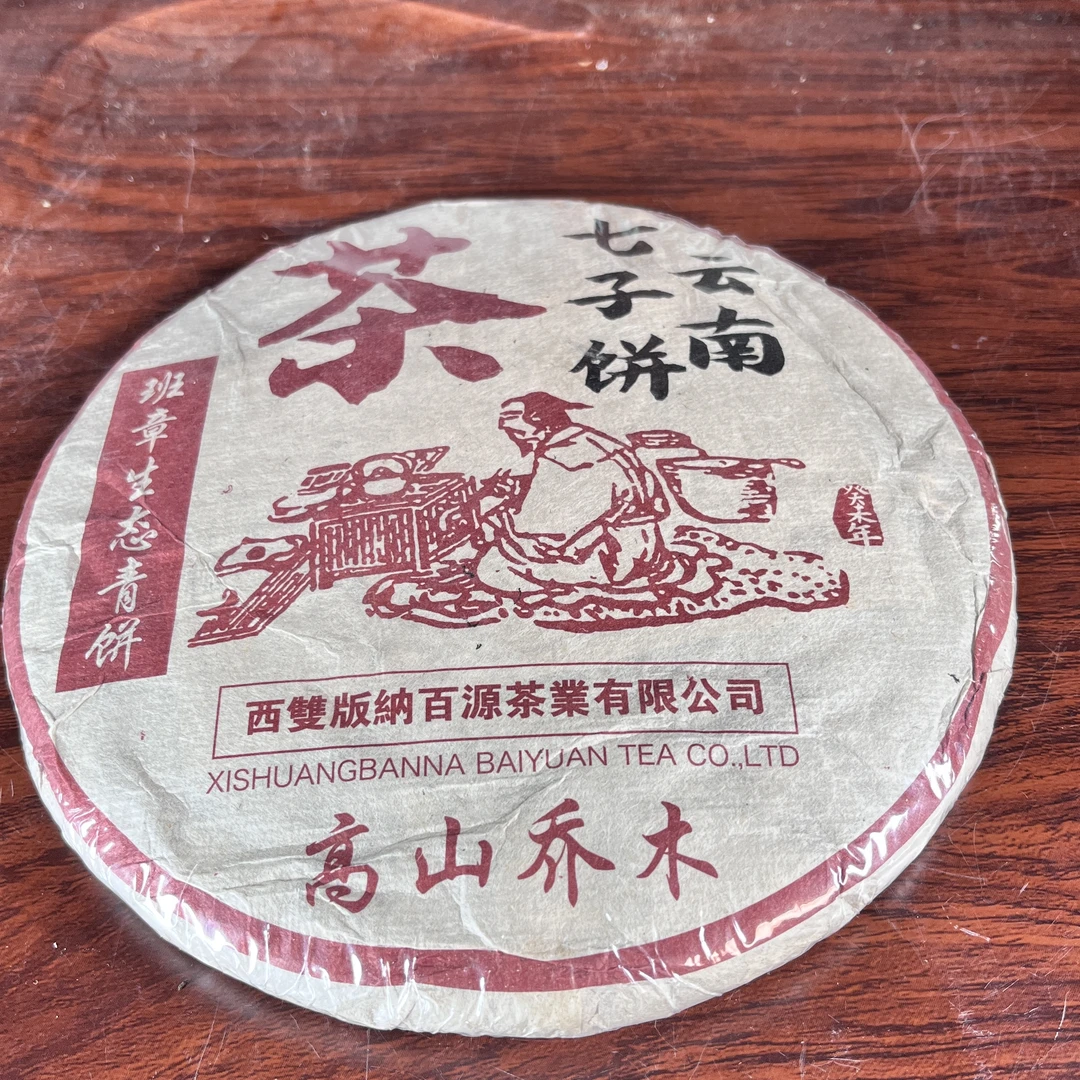 云南
七子饼
茶
班章生态青饼
西雙版納百源茶業有限公司
XISHUANGBANNA BAIYUAN TEA CO.,LTD
高山乔木